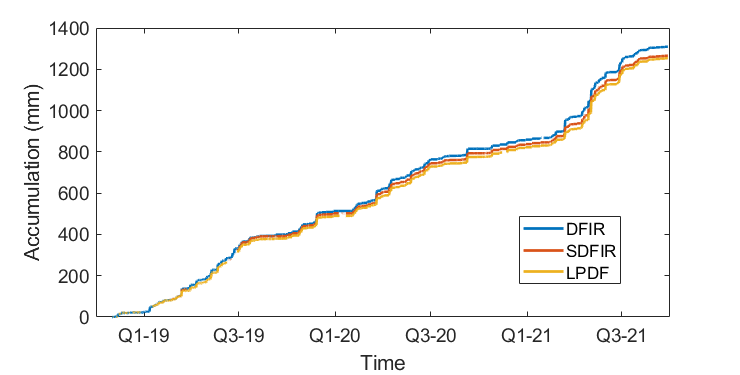 1400
1200
1000
800
600
400
200
0
Accumulation (mm)
DFIR
SDFIR
LPDF
Q1-19 Q3-19 Q1-20 Q3-20 Q1-21 Q3-21
Time